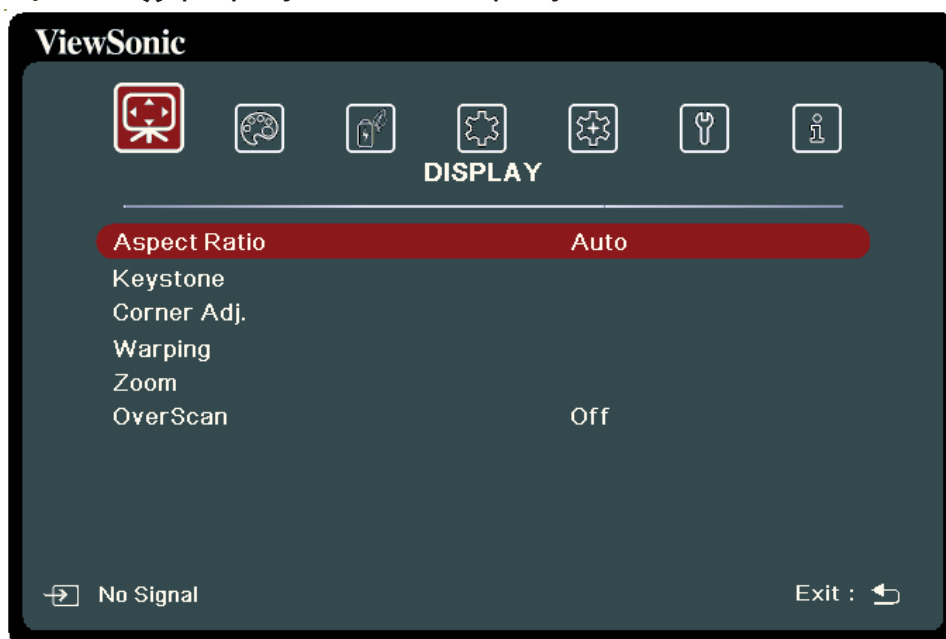 ViewSonic
DISPLAY
Aspect Ratio Auto
Keystone
Corner Adj.
Warping
Zoom
OverScan Off
No Signal Exit :